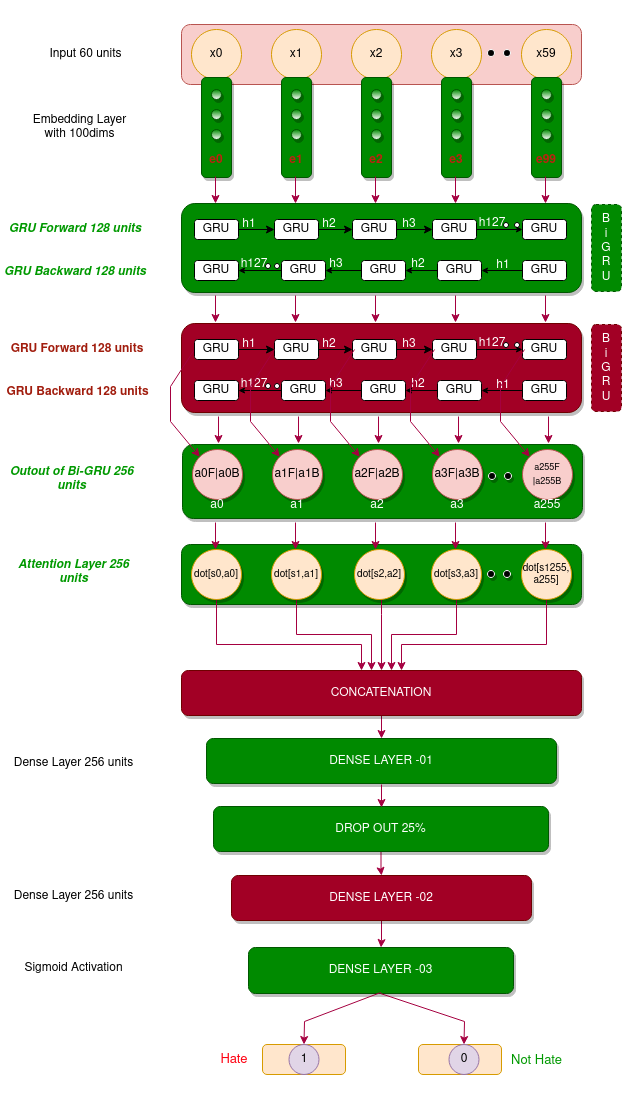 Input 60 units
x0 x1 x2 x3 x59
Embedding Layer
with 100dims
e0 e1 e2 e3 e59
GRU Forward 128 units
GRU h1 GRU h2 GRU h3 GRU h127 GRU
GRU Backward 128 units
GRU h127 GRU h3 GRU h2 GRU h1 GRU
B
i
G
R
U
GRU Forward 128 units
GRU h1 GRU h2 GRU h3 GRU h127 GRU
GRU Backward 128 units
GRU h127 GRU h3 GRU h2 GRU h1 GRU
B
i
G
R
U
Outout of Bi-GRU 256
units
a0F|a0B a1F|a1B a2F|a2B a3F|a3B a255F
|a255B
a0 a1 a2 a3 a255
Attention Layer 256
units
dot[s0,a0] dot[s1,a1] dot[s2,a2] dot[s3,a3] dot[s1255,
a255]
CONCATENATION
Dense Layer 256 units
DENSE LAYER -01
DROP OUT 25%
Dense Layer 256 units
DENSE LAYER -02
Sigmoid Activation
DENSE LAYER -03
Hate 1 0 Not Hate